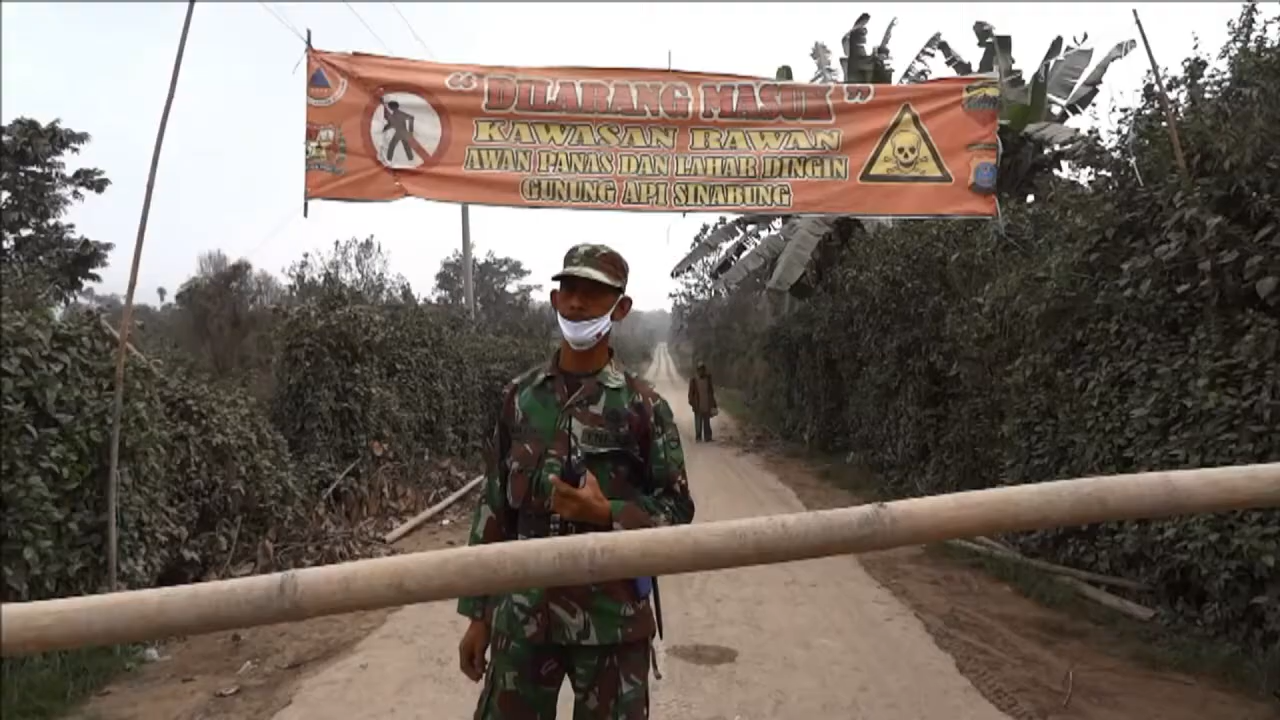 “ DILARANG MASUK ”
KAWASAN RAWAN
AWAN PANAS DAN LAHAR DINGIN
GUNUNG API SINABUNG